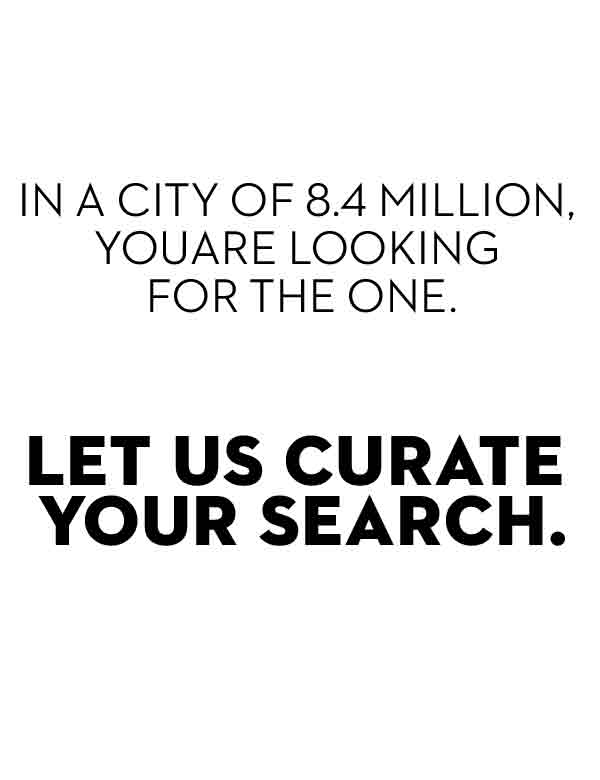 IN A CITY OF 8.4 MILLION,
YOUARE LOOKING
FOR THE ONE.
LET US CURATE
YOUR SEARCH.